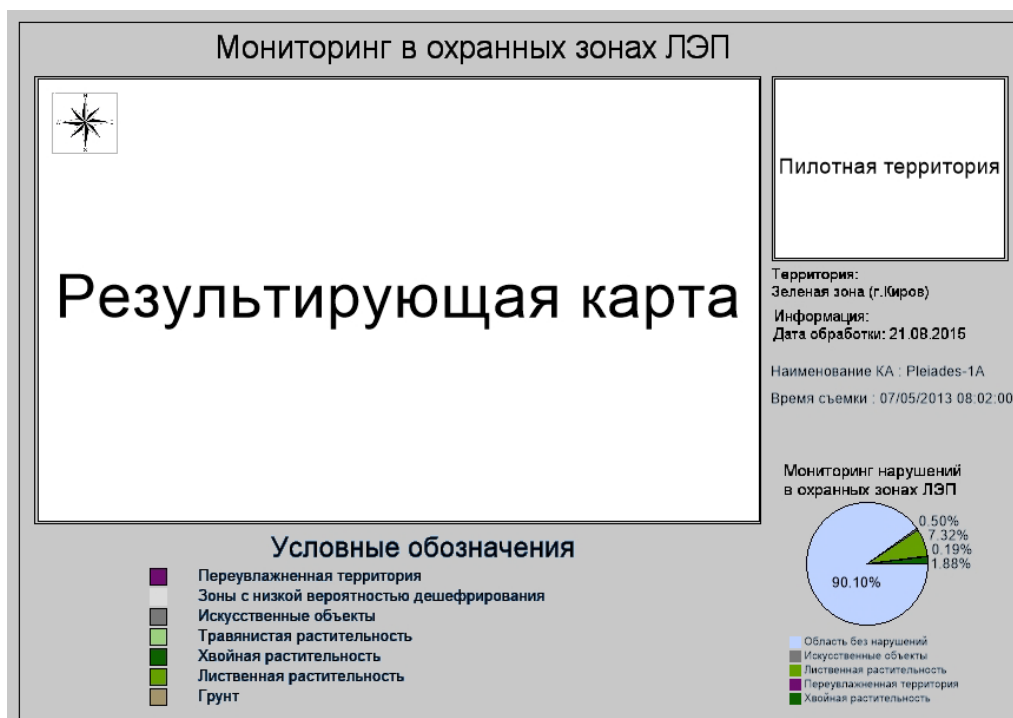 Мониторинг в охранных зонах ЛЭП
Результирующая карта
Пилотная территория
Территория:
Зеленая зона (г.Киров)
Информация:
Дата обработки: 21.08.2015
Наименование КА : Pleiades-1A
Время съемки : 07/05/2013 08:02:00
Мониторинг нарушений
в охранных зонах ЛЭП
0.50%
7.32%
0.19%
1.88%
90.10%
Область без нарушений
Искусственные объекты
Лиственная растительность
Переувлажненная территория
Хвойная растительность
Условные обозначения
Переувлажненная территория
Зоны с низкой вероятностью дешефрирования
Искусственные объекты
Травянистая растительность
Хвойная растительность
Лиственная растительность
Грунт